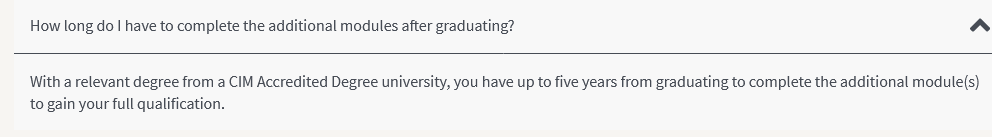 How long do I have to complete the additional modules after graduating?
With a relevant degree from a CIM Accredited Degree university, you have up to five years from graduating to complete the additional module(s)
to gain your full qualification.